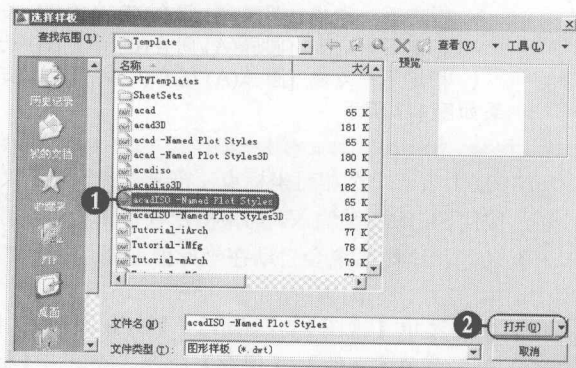 选择样板
查找范围(I):
Template
查看(V)
工具(L)
名称
大小
预览
PTWTemplates
SheetSets
acad 65 K
acad3D 181 K
acad -Named Plot Styles 65 K
acad -Named Plot Styles3D 180 K
acadiso 65 K
acadiso3D 182 K
1
acadISO -Named Plot Styles 65 K
acadISO -Named Plot Styles3D 181 K
Tutorial-iArch 77 K
Tutorial-iMfg 78 K
Tutorial-mArch 79 K
历史记录
我的文档
收藏夹
FTP
桌面
文件名(N):
acadISO -Named Plot Styles
2
打开(O)
文件类型(T):
图形样板 (*.dwt)
取消